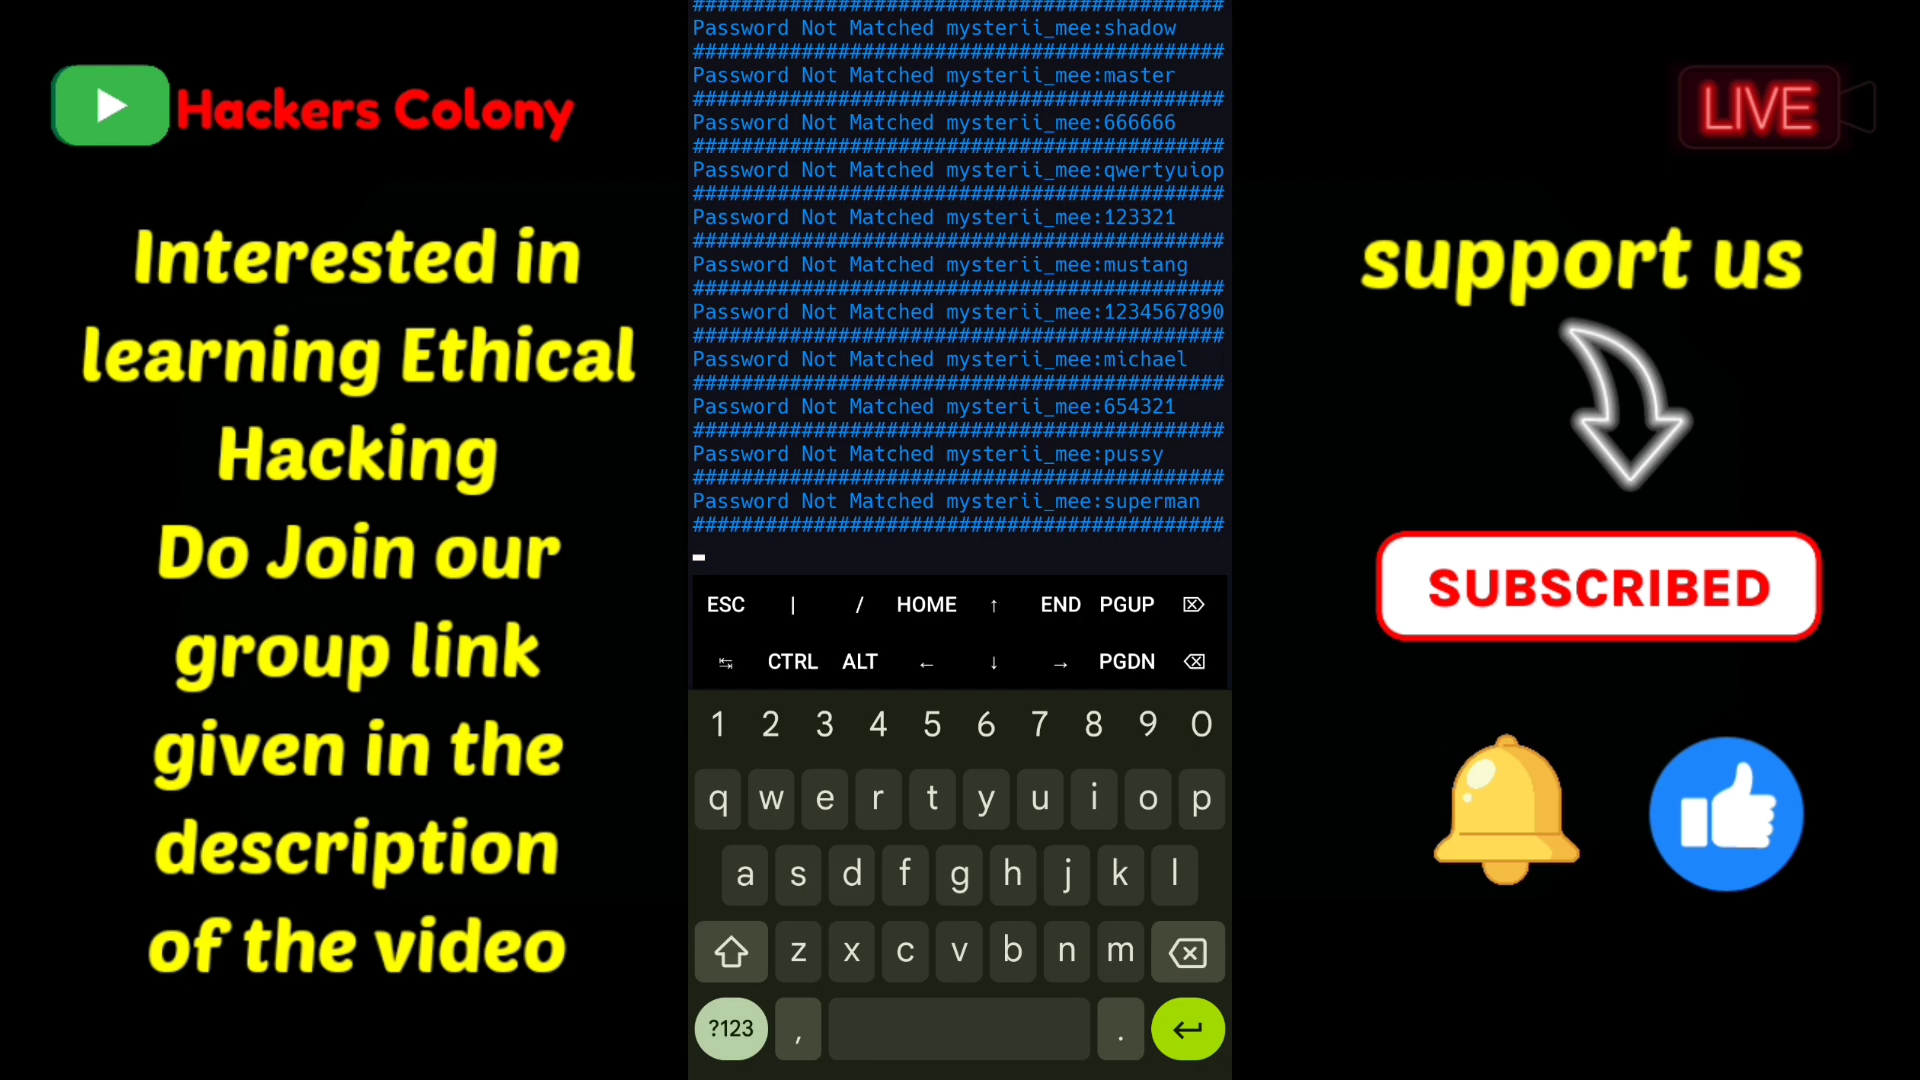 Hackers Colony
Interested in
learning Ethical
Hacking
Do Join our
group link
given in the
description
of the video
############################################
Password Not Matched mysterii_mee:shadow
############################################
Password Not Matched mysterii_mee:master
############################################
Password Not Matched mysterii_mee:666666
############################################
Password Not Matched mysterii_mee:qwertyuiop
############################################
Password Not Matched mysterii_mee:123321
############################################
Password Not Matched mysterii_mee:mustang
############################################
Password Not Matched mysterii_mee:1234567890
############################################
Password Not Matched mysterii_mee:michael
############################################
Password Not Matched mysterii_mee:654321
############################################
Password Not Matched mysterii_mee:pussy
############################################
Password Not Matched mysterii_mee:superman
############################################
ESC | / HOME ↑ END PGUP ⌦
↹ CTRL ALT ← ↓ → PGDN ⌫
1 2 3 4 5 6 7 8 9 0
q w e r t y u i o p
a s d f g h j k l
z x c v b n m
?123 , .
LIVE
support us
SUBSCRIBED